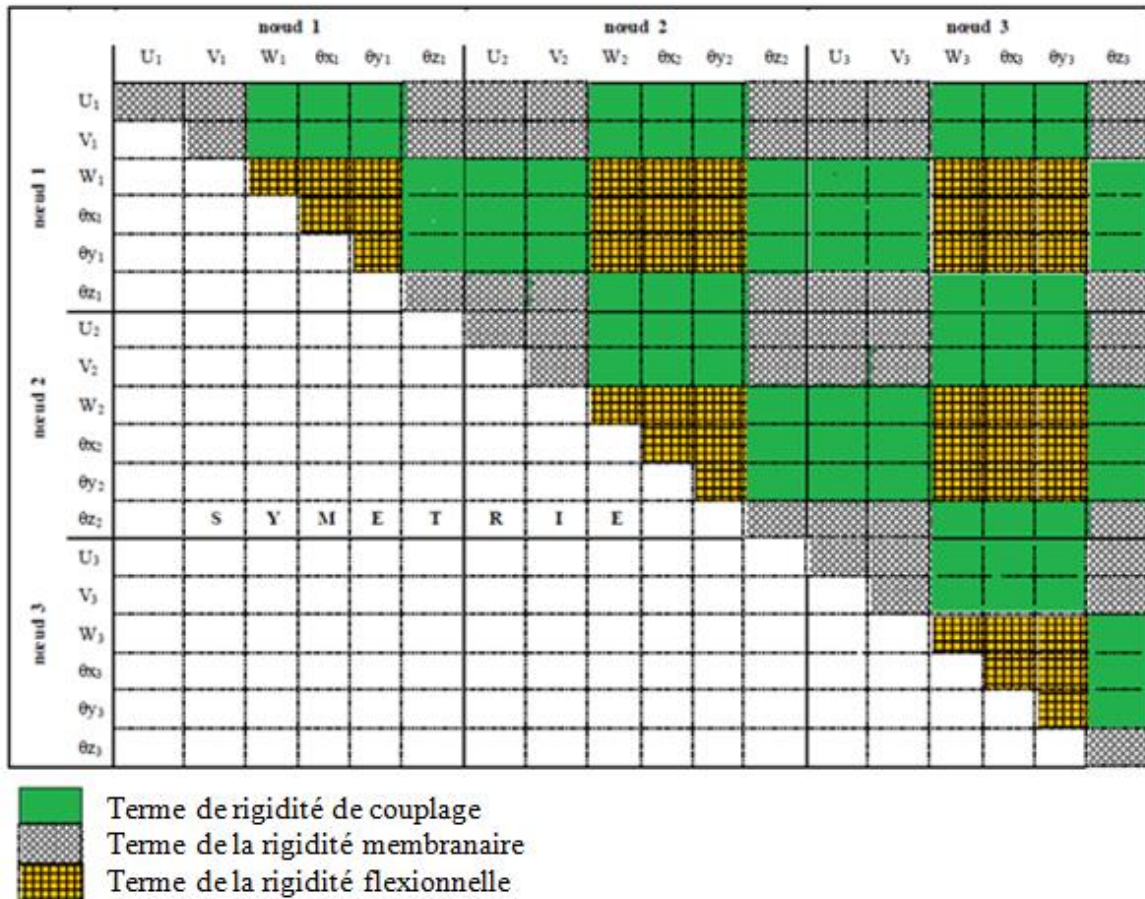 nœud 1 nœud 2 nœud 3
U₁ V₁ W₁ θx₁ θy₁ θz₁ U₂ V₂ W₂ θx₂ θy₂ θz₂ U₃ V₃ W₃ θx₃ θy₃ θz₃
nœud 1
U₁
V₁
W₁
θx₁
θy₁
θz₁
nœud 2
U₂
V₂
W₂
θx₂
θy₂
θz₂ S Y M E T R I E
nœud 3
U₃
V₃
W₃
θx₃
θy₃
θz₃
Terme de rigidité de couplage
Terme de la rigidité membranaire
Terme de la rigidité flexionnelle